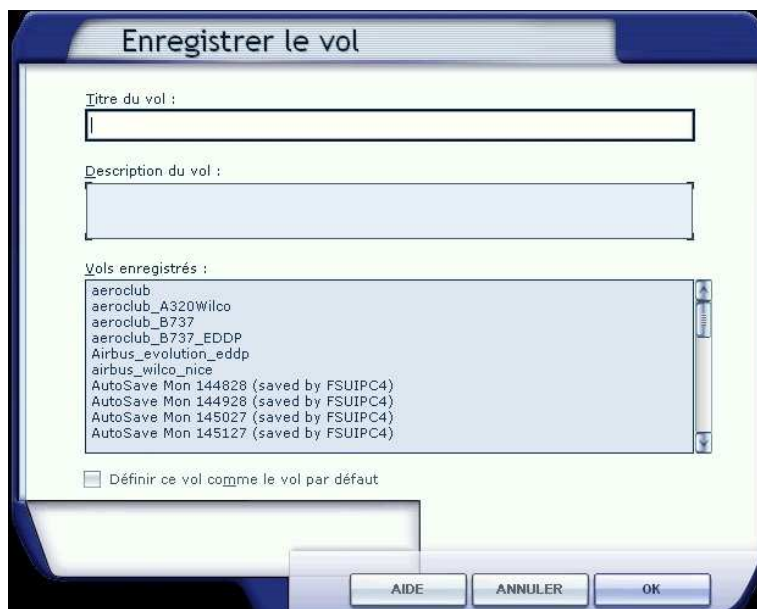 Enregistrer le vol
Titre du vol :
Description du vol :
Vols enregistrés :
aeroclub
aeroclub_A320Wilco
aeroclub_B737
aeroclub_B737_EDDP
Airbus_evolution_eddp
airbus_wilco_nice
AutoSave Mon 144828 (saved by FSUIPC4)
AutoSave Mon 144928 (saved by FSUIPC4)
AutoSave Mon 145027 (saved by FSUIPC4)
AutoSave Mon 145127 (saved by FSUIPC4)
Définir ce vol comme le vol par défaut
AIDE ANNULER OK